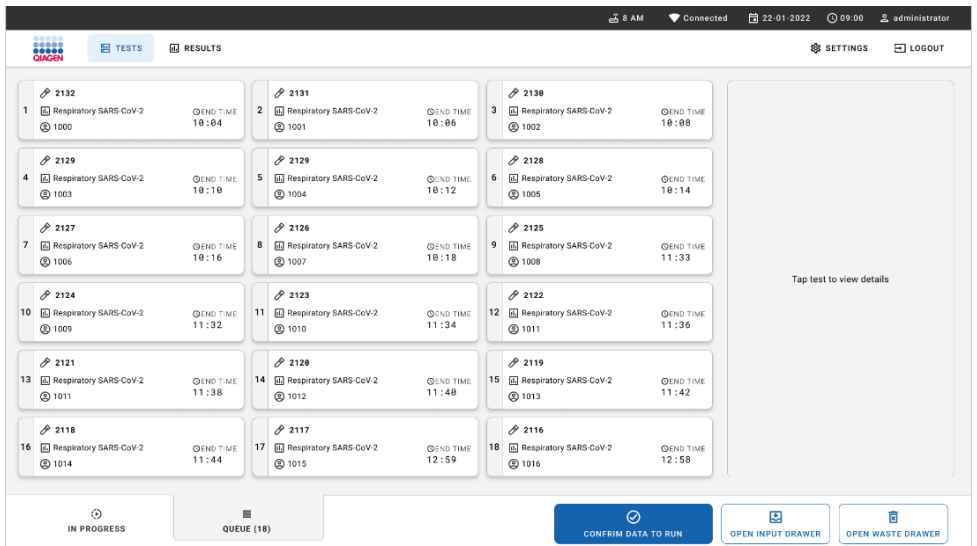 8 AM Connected 22-01-2022 09:00 administrator
QIAGEN TESTS RESULTS SETTINGS LOGOUT
1 2132
Respiratory SARS-CoV-2 END TIME
1000 10:04
2 2131
Respiratory SARS-CoV-2 END TIME
1001 10:06
3 2130
Respiratory SARS-CoV-2 END TIME
1002 10:08
4 2129
Respiratory SARS-CoV-2 END TIME
1003 10:10
5 2129
Respiratory SARS-CoV-2 END TIME
1004 10:12
6 2128
Respiratory SARS-CoV-2 END TIME
1005 10:14
7 2127
Respiratory SARS-CoV-2 END TIME
1006 10:16
8 2126
Respiratory SARS-CoV-2 END TIME
1007 10:18
9 2125
Respiratory SARS-CoV-2 END TIME
1008 11:33
10 2124
Respiratory SARS-CoV-2 END TIME
1009 11:32
11 2123
Respiratory SARS-CoV-2 END TIME
1010 11:34
12 2122
Respiratory SARS-CoV-2 END TIME
1011 11:36
13 2121
Respiratory SARS-CoV-2 END TIME
1011 11:38
14 2120
Respiratory SARS-CoV-2 END TIME
1012 11:40
15 2119
Respiratory SARS-CoV-2 END TIME
1013 11:42
16 2118
Respiratory SARS-CoV-2 END TIME
1014 11:44
17 2117
Respiratory SARS-CoV-2 END TIME
1015 12:59
18 2116
Respiratory SARS-CoV-2 END TIME
1016 12:58
Tap test to view details
IN PROGRESS QUEUE (18) CONFRIM DATA TO RUN OPEN INPUT DRAWER OPEN WASTE DRAWER